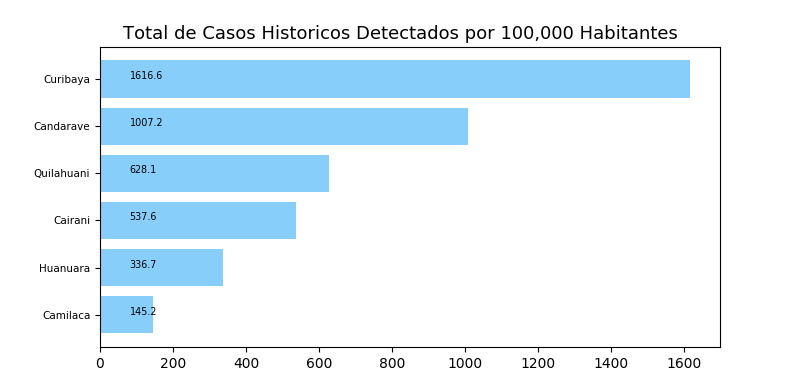 Total de Casos Historicos Detectados por 100,000 Habitantes
Curibaya 1616.6
Candarave 1007.2
Quilahuani 628.1
Cairani 537.6
Huanuara 336.7
Camilaca 145.2
0 200 400 600 800 1000 1200 1400 1600